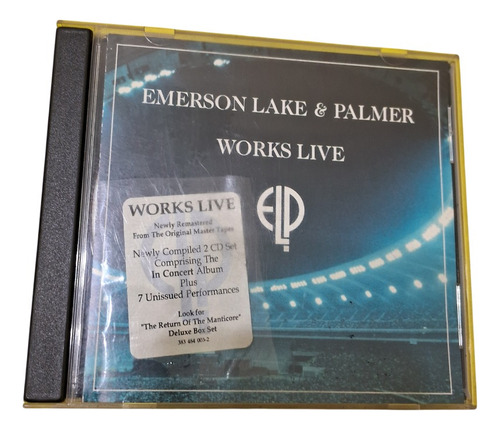 EMERSON LAKE & PALMER
WORKS LIVE
ELP
WORKS LIVE
Newly Remastered
From The Original Master Tapes
Newly Compiled 2 CD Set
Comprising The
In Concert Album
Plus
7 Unissued Performances
Look for
"The Return Of The Manticore"
Deluxe Box Set